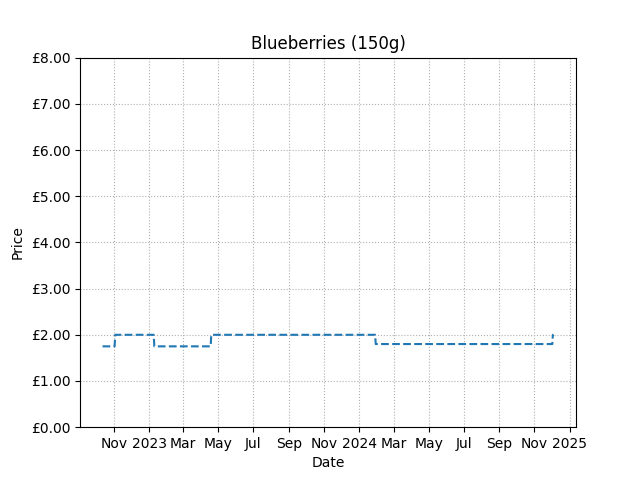 Blueberries (150g)
£8.00
£7.00
£6.00
£5.00
£4.00
£3.00
£2.00
£1.00
£0.00
Price
Nov 2023 Mar May Jul Sep Nov 2024 Mar May Jul Sep Nov 2025
Date